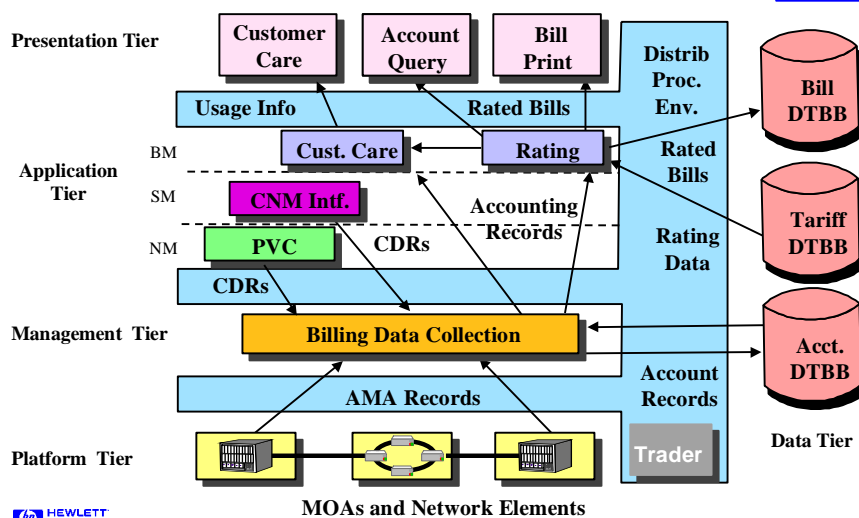 Presentation Tier
Customer
Care
Account
Query
Bill
Print
Distrib
Proc.
Env.
Bill
DTBB
Usage Info
Rated Bills
BM
Cust. Care
Rating
Rated
Bills
Application
Tier
SM
CNM Intf.
Accounting
Records
Tariff
DTBB
NM
PVC
CDRs
Rating
Data
CDRs
Management Tier
Billing Data Collection
Acct.
DTBB
AMA Records
Account
Records
Platform Tier
Trader
Data Tier
MOAs and Network Elements
hp HEWLETT